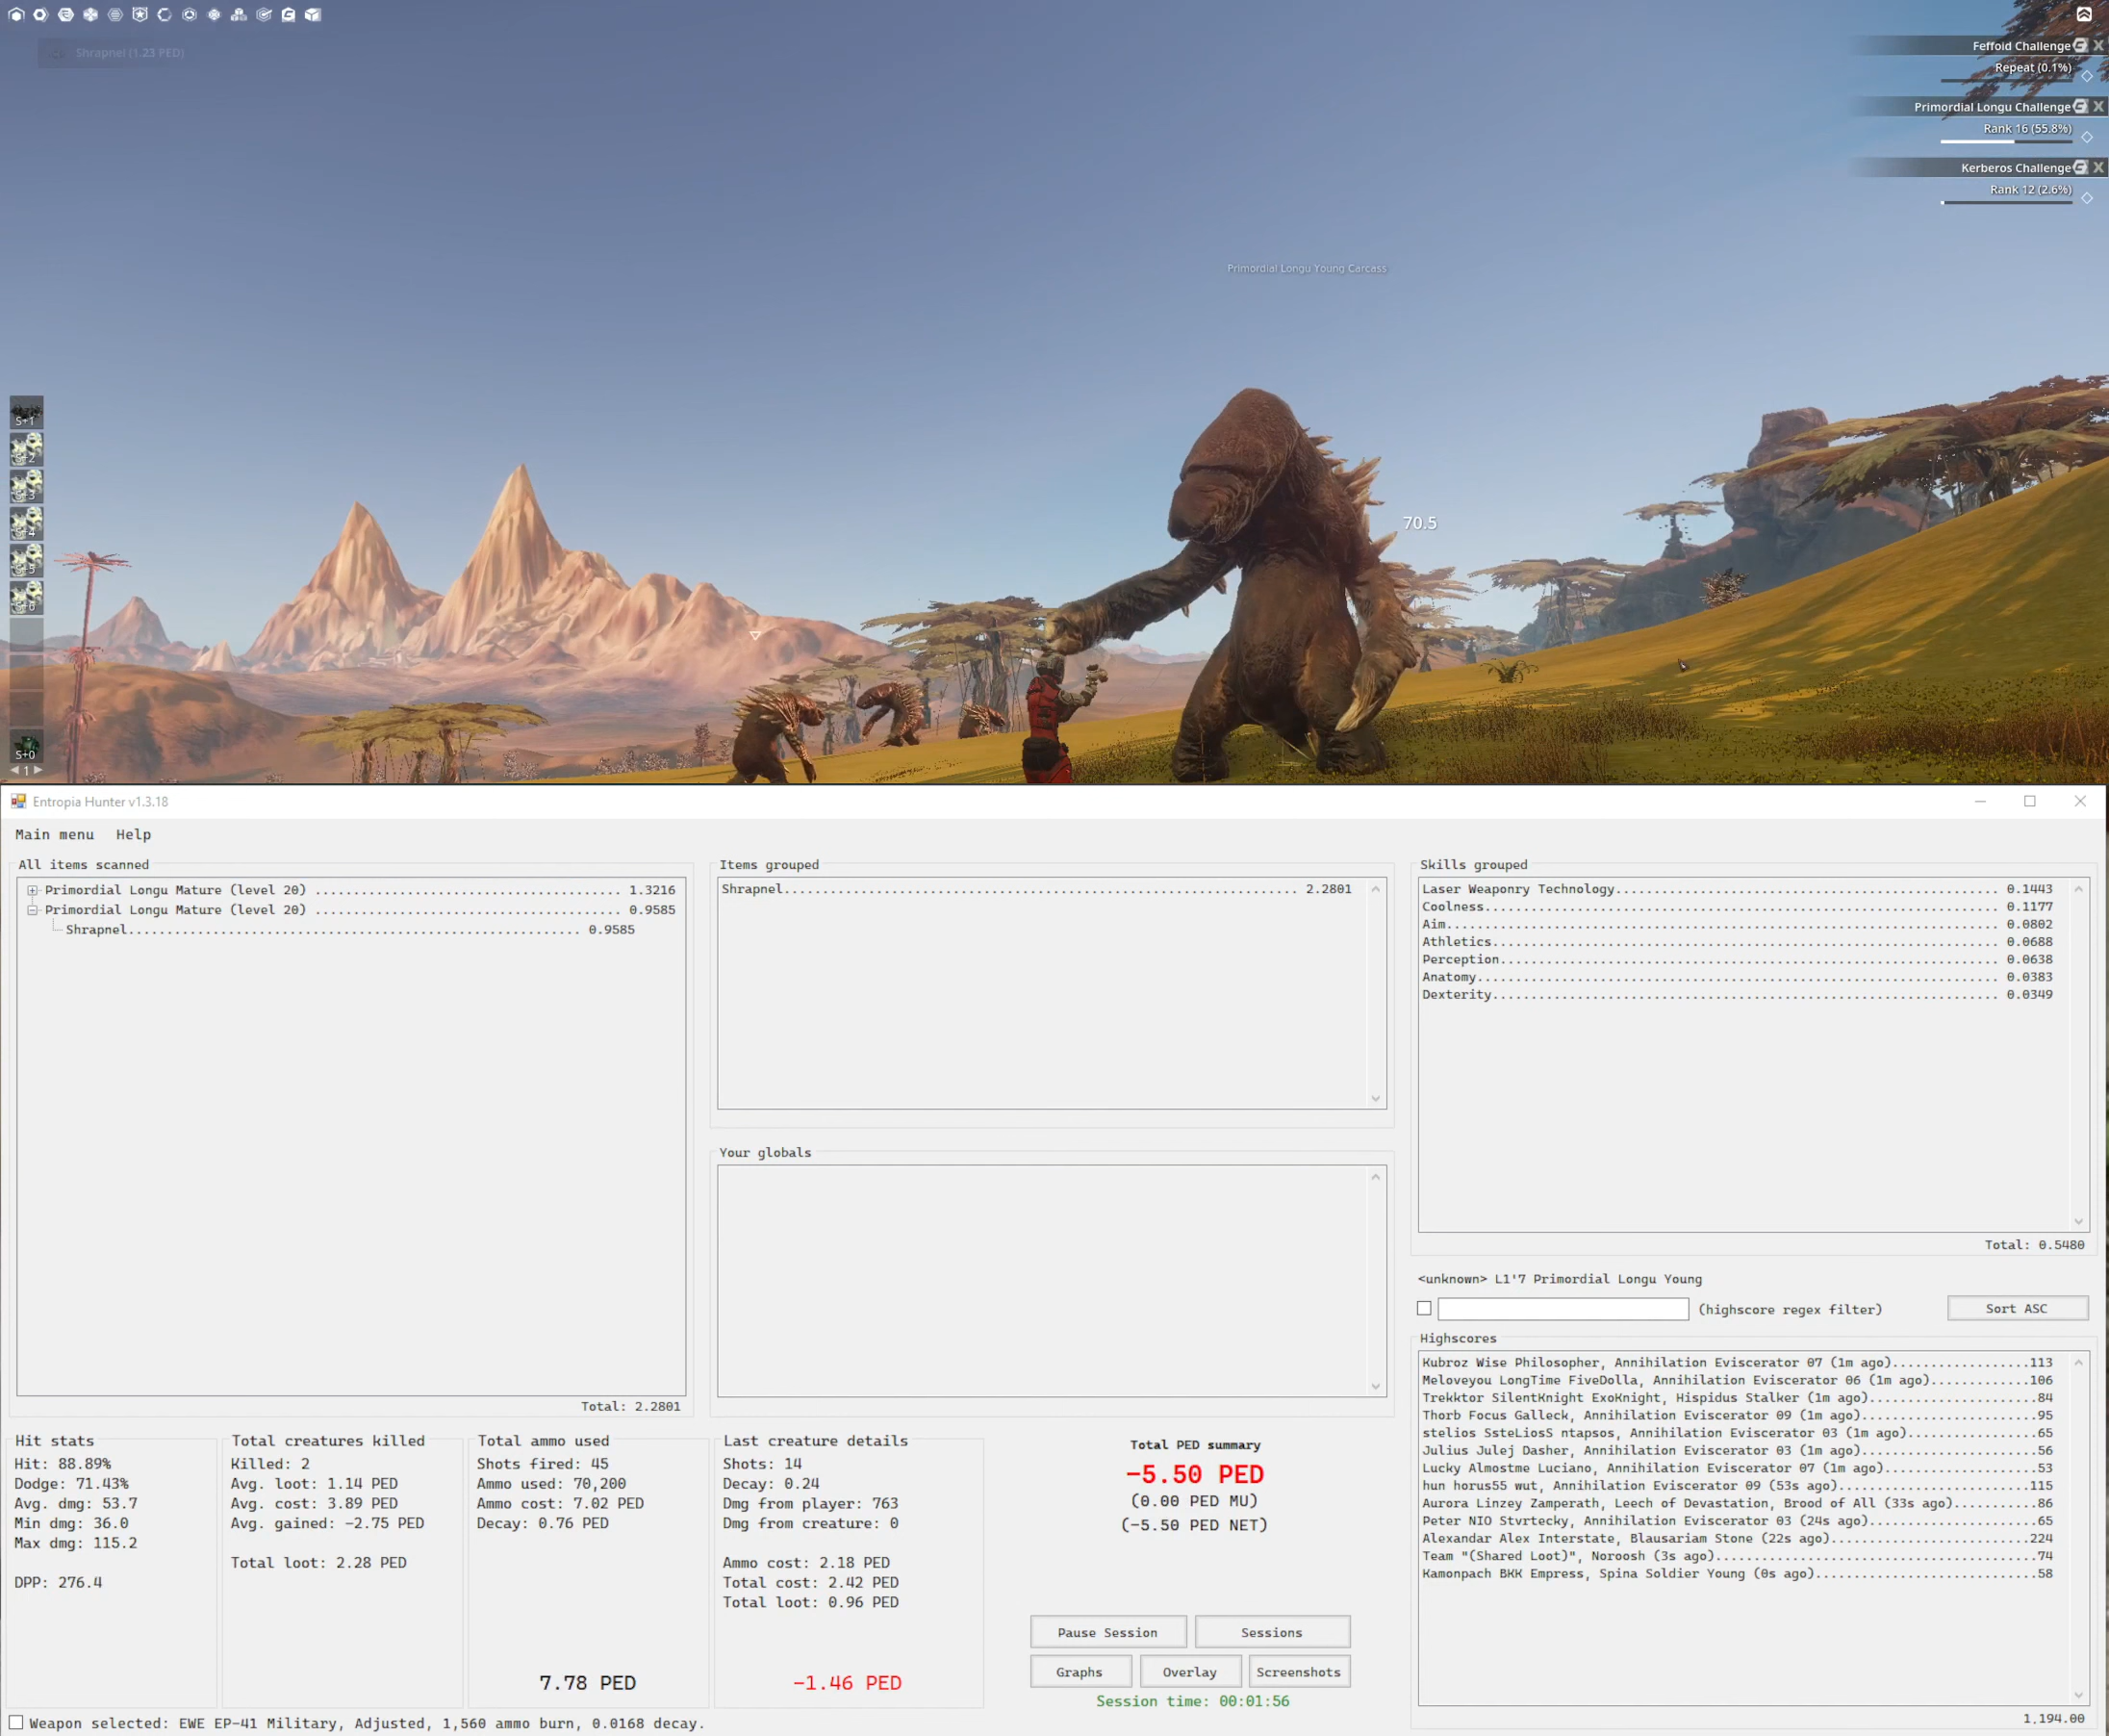 Shrapnel (1.23 PED)
Feffoid Challenge
Repeat (0.1%)
Primordial Longu Challenge
Rank 16 (55.8%)
Kerberos Challenge
Rank 12 (2.6%)
Primordial Longu Young Carcass
70.5
S+1
S+2
S+3
S+4
S+5
S+0
1
Entropia Hunter v1.3.18
Main menu Help
All items scanned
Primordial Longu Mature (level 20) ........................................ 1.3216
Primordial Longu Mature (level 20) ........................................ 0.9585
Shrapnel........................................................... 0.9585
Total: 2.2801
Items grouped
Shrapnel................................................................... 2.2801
Your globals
Skills grouped
Laser Weaponry Technology.................................................. 0.1443
Coolness................................................................... 0.1177
Aim........................................................................ 0.0802
Athletics.................................................................. 0.0688
Perception................................................................. 0.0638
Anatomy.................................................................... 0.0383
Dexterity.................................................................. 0.0349
Total: 0.5480
<unknown> L1'7 Primordial Longu Young
(highscore regex filter)
Sort ASC
Highscores
Kubroz Wise Philosopher, Annihilation Eviscerator 07 (1m ago)..................113
Meloveyou LongTime FiveDolla, Annihilation Eviscerator 06 (1m ago).............106
Trekktor SilentKnight ExoKnight, Hispidus Stalker (1m ago)......................84
Thorb Focus Galleck, Annihilation Eviscerator 09 (1m ago).......................95
stelios SsteLiosS ntapsos, Annihilation Eviscerator 03 (1m ago).................65
Julius Julej Dasher, Annihilation Eviscerator 03 (1m ago).......................56
Lucky Almostme Luciano, Annihilation Eviscerator 07 (1m ago)....................53
hun horus55 wut, Annihilation Eviscerator 09 (53s ago).........................115
Aurora Linzey Zamperath, Leech of Devastation, Brood of All (33s ago)...........86
Peter NIO Stvrtecky, Annihilation Eviscerator 03 (24s ago)......................65
Alexandar Alex Interstate, Blausarian Stone (22s ago)..........................224
Team "(Shared Loot)", Noroosh (3s ago)..........................................74
Kamonpach BKK Empress, Spina Soldier Young (0s ago).............................58
1,194.00
Hit stats
Hit: 88.89%
Dodge: 71.43%
Avg. dmg: 53.7
Min dmg: 36.0
Max dmg: 115.2
DPP: 276.4
Total creatures killed
Killed: 2
Avg. loot: 1.14 PED
Avg. cost: 3.89 PED
Avg. gained: -2.75 PED
Total loot: 2.28 PED
Total ammo used
Shots fired: 45
Ammo used: 70,200
Ammo cost: 7.02 PED
Decay: 0.76 PED
7.78 PED
Last creature details
Shots: 14
Decay: 0.24
Dmg from player: 763
Dmg from creature: 0
Ammo cost: 2.18 PED
Total cost: 2.42 PED
Total loot: 0.96 PED
-1.46 PED
Total PED summary
-5.50 PED
(0.00 PED MU)
(-5.50 PED NET)
Pause Session
Sessions
Graphs
Overlay
Screenshots
Session time: 00:01:56
Weapon selected: EWE EP-41 Military, Adjusted, 1,560 ammo burn, 0.0168 decay.